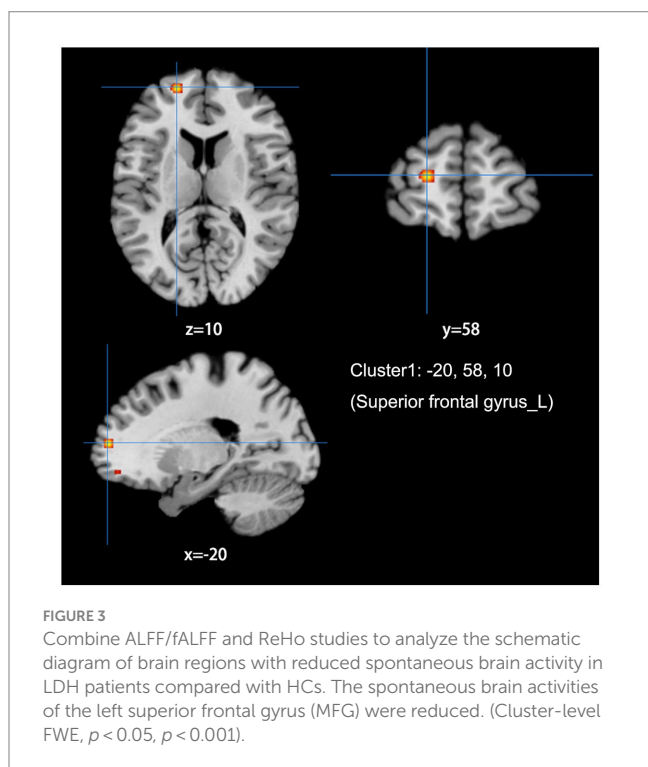 z=10
y=58
Cluster1: -20, 58, 10
(Superior frontal gyrus_L)
x=-20
FIGURE 3
Combine ALFF/fALFF and ReHo studies to analyze the schematic
diagram of brain regions with reduced spontaneous brain activity in
LDH patients compared with HCs. The spontaneous brain activities
of the left superior frontal gyrus (MFG) were reduced. (Cluster-level
FWE, p < 0.05, p < 0.001).